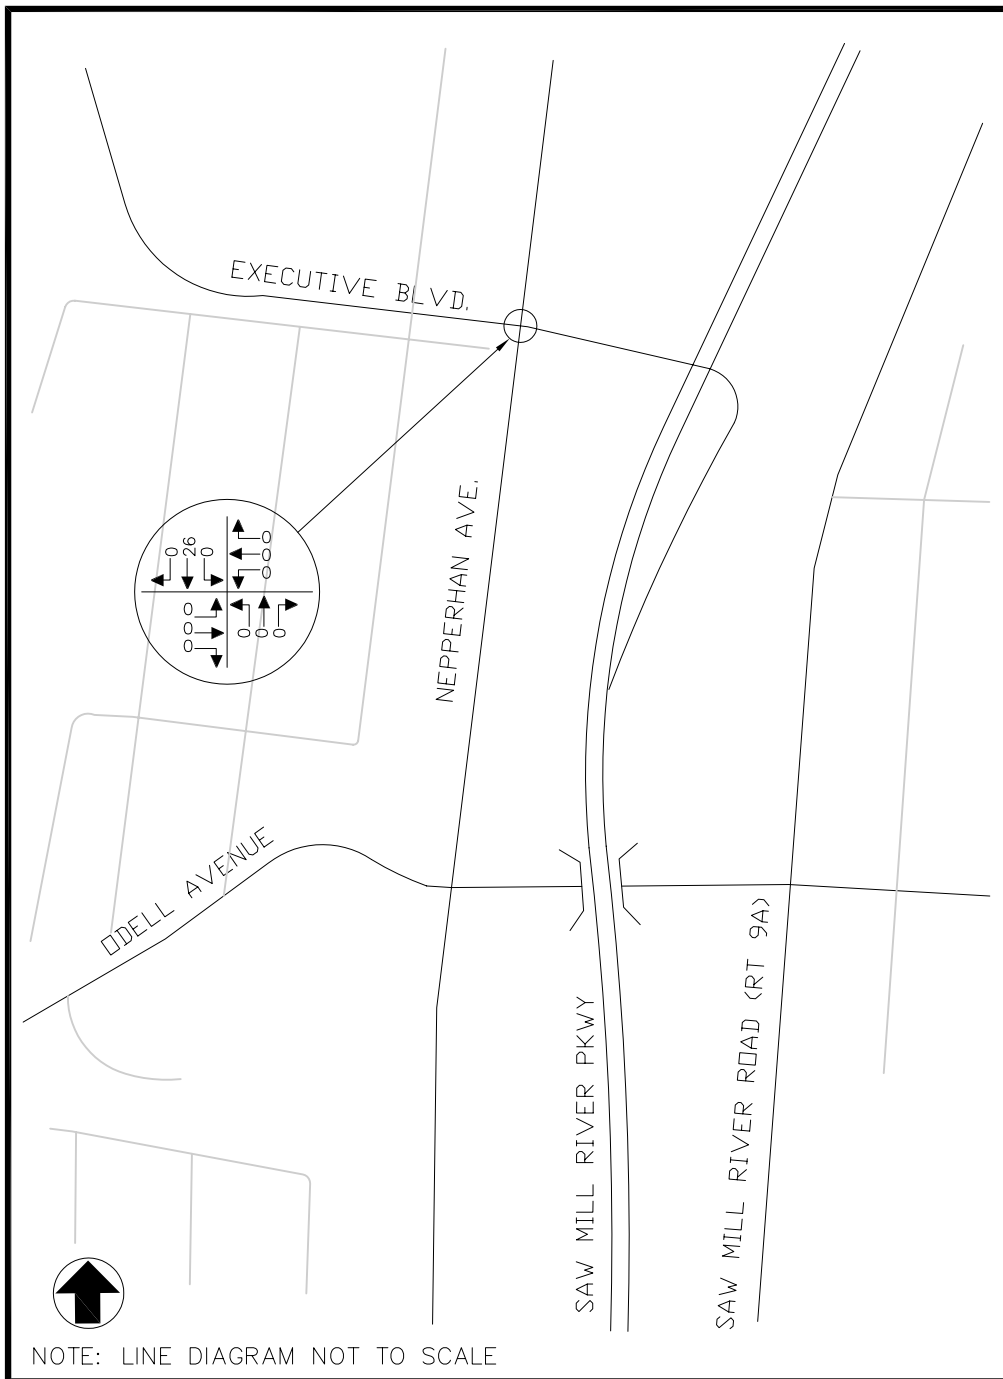 EXECUTIVE BLVD.
NEPPERHAN AVE.
0
26
0
0
0
0
0
0
0
0
0
0
ODELL AVENUE
SAW MILL RIVER PKWY
SAW MILL RIVER ROAD (RT 9A)
NOTE: LINE DIAGRAM NOT TO SCALE